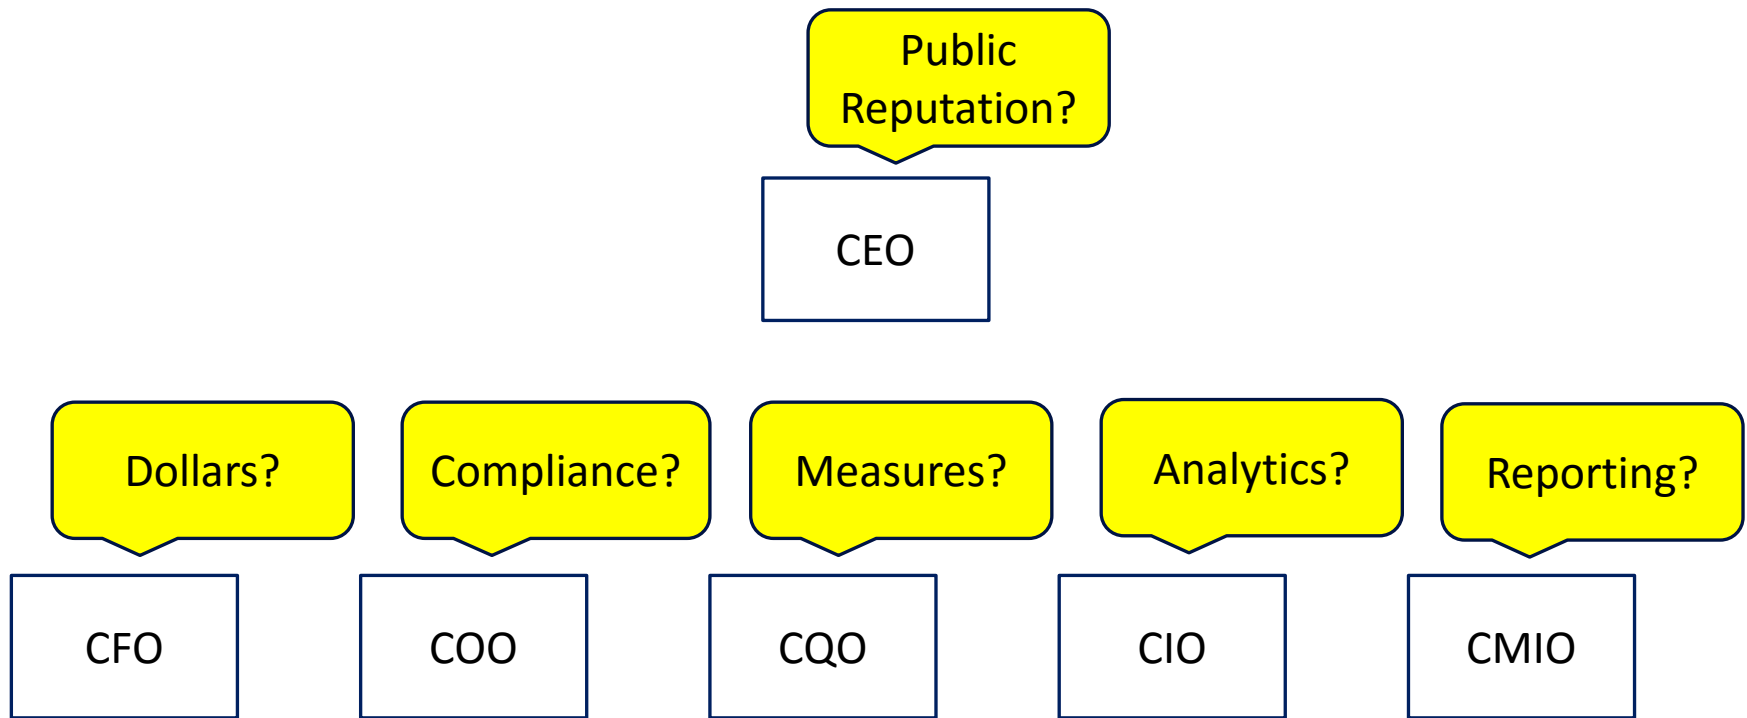 Public
Reputation?
CEO
Dollars?
Compliance?
Measures?
Analytics?
Reporting?
CFO
COO
CQO
CIO
CMIO